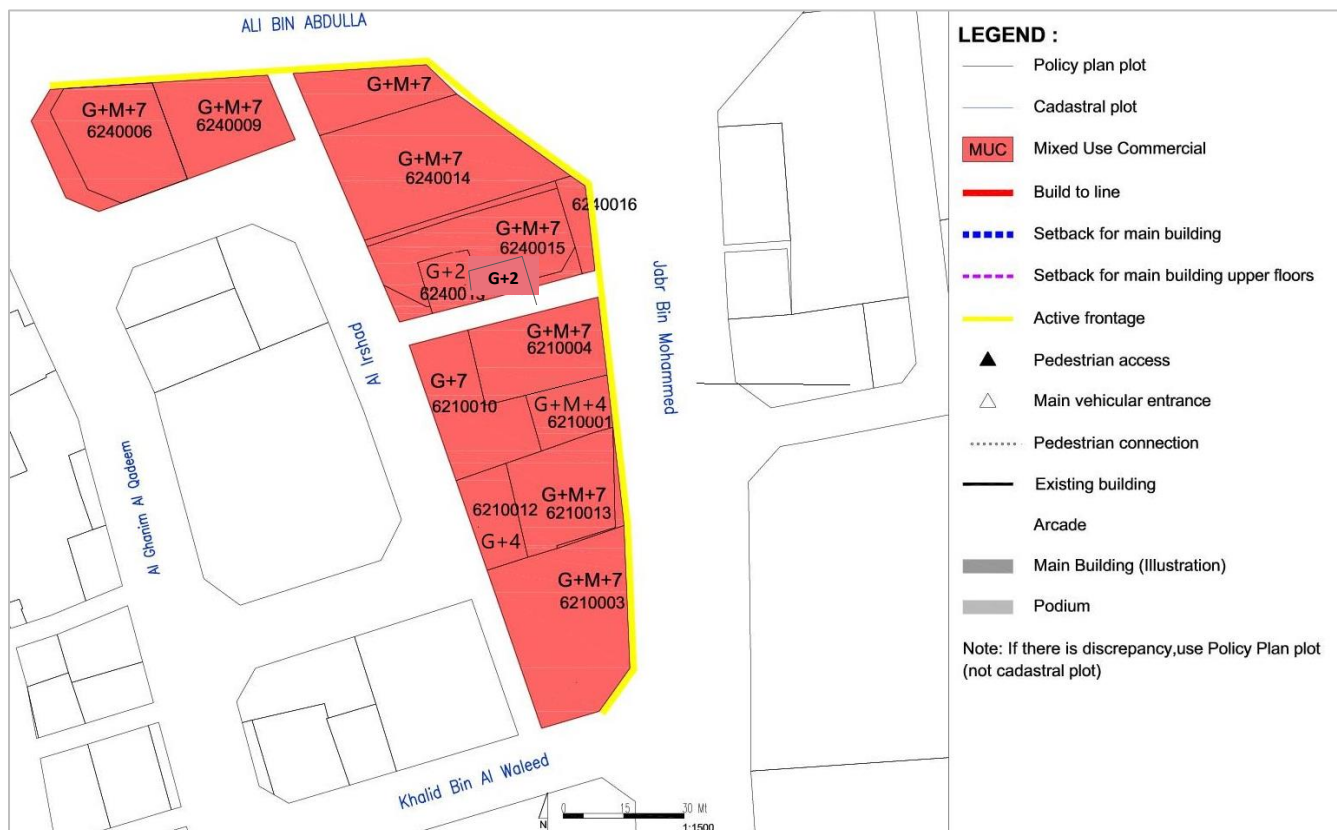 ALI BIN ABDULLA
G+M+7
6240006
G+M+7
6240009
G+M+7
G+M+7
6240014
6240016
G+M+7
6240015
G+2
G+2
Al Irshad
Jabr Bin Mohammed
Al Ghanim Al Qadeem
G+M+7
6210004
G+7
6210010
G+M+4
6210001
6210012
G+4
G+M+7
6210013
G+M+7
6210003
Khalid Bin Al Waleed
N
0 15 30 Mt
1:1500
LEGEND :
Policy plan plot
Cadastral plot
MUC Mixed Use Commercial
Build to line
Setback for main building
Setback for main building upper floors
Active frontage
Pedestrian access
Main vehicular entrance
Pedestrian connection
Existing building
Arcade
Main Building (Illustration)
Podium
Note: If there is discrepancy,use Policy Plan plot
(not cadastral plot)